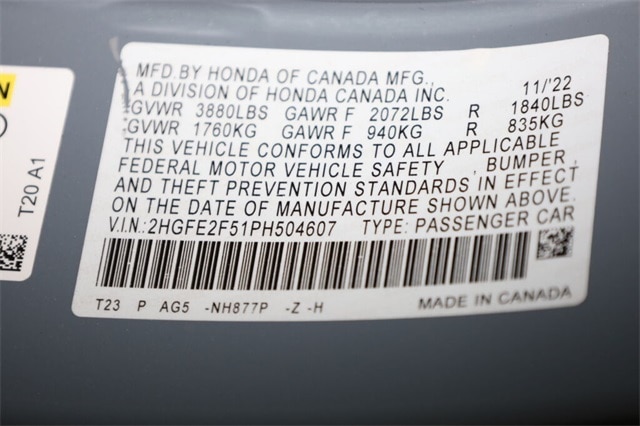 MFD.BY HONDA OF CANADA MFG.,
A DIVISION OF HONDA CANADA INC. 11/'22
GVWR 3880LBS GAWR F 2072LBS R 1840LBS
GVWR 1760KG GAWR F 940KG R 835KG
THIS VEHICLE CONFORMS TO ALL APPLICABLE
FEDERAL MOTOR VEHICLE SAFETY , BUMPER,
AND THEFT PREVENTION STANDARDS IN EFFECT
ON THE DATE OF MANUFACTURE SHOWN ABOVE.
V.I.N.:2HGFE2F51PH504607 TYPE: PASSENGER CAR
T23 P AG5 -NH877P -Z -H MADE IN CANADA
N
T20 A1